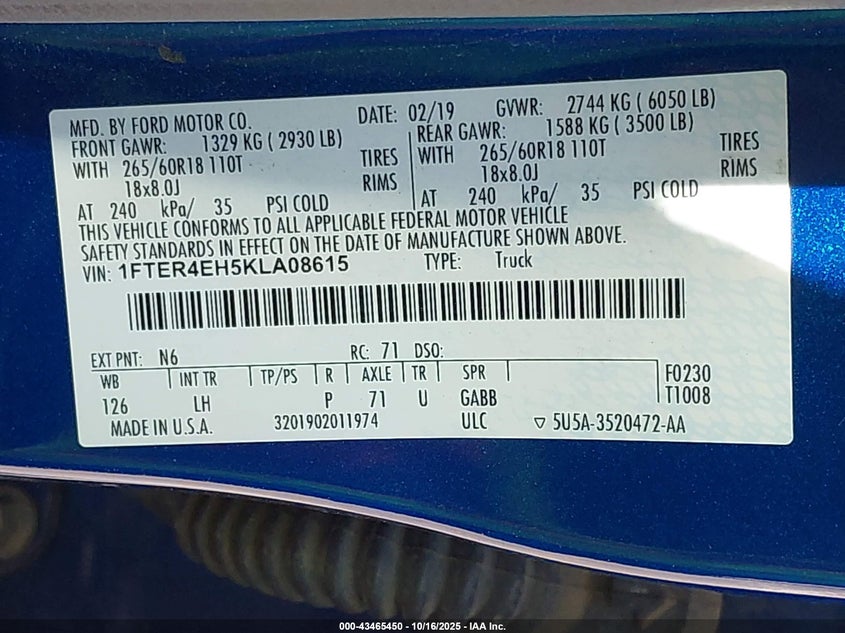 MFD. BY FORD MOTOR CO. DATE: 02/19 GVWR: 2744 KG ( 6050 LB)
FRONT GAWR: 1329 KG ( 2930 LB) REAR GAWR: 1588 KG ( 3500 LB)
WITH 265/60R18 110T TIRES WITH 265/60R18 110T TIRES
18x8.0J RIMS 18x8.0J RIMS
AT 240 kPa/ 35 PSI COLD AT 240 kPa/ 35 PSI COLD
THIS VEHICLE CONFORMS TO ALL APPLICABLE FEDERAL MOTOR VEHICLE
SAFETY STANDARDS IN EFFECT ON THE DATE OF MANUFACTURE SHOWN ABOVE.
VIN: 1FTER4EH5KLA08615 TYPE: Truck
EXT PNT: N6 RC: 71 DSO:
WB INT TR TP/PS R AXLE TR SPR F0230
126 LH P 71 U GABB T1008
MADE IN U.S.A. 3201902011974 ULC ▽ 5U5A-3520472-AA
000-43465450 - 10/16/2025 - IAA Inc.